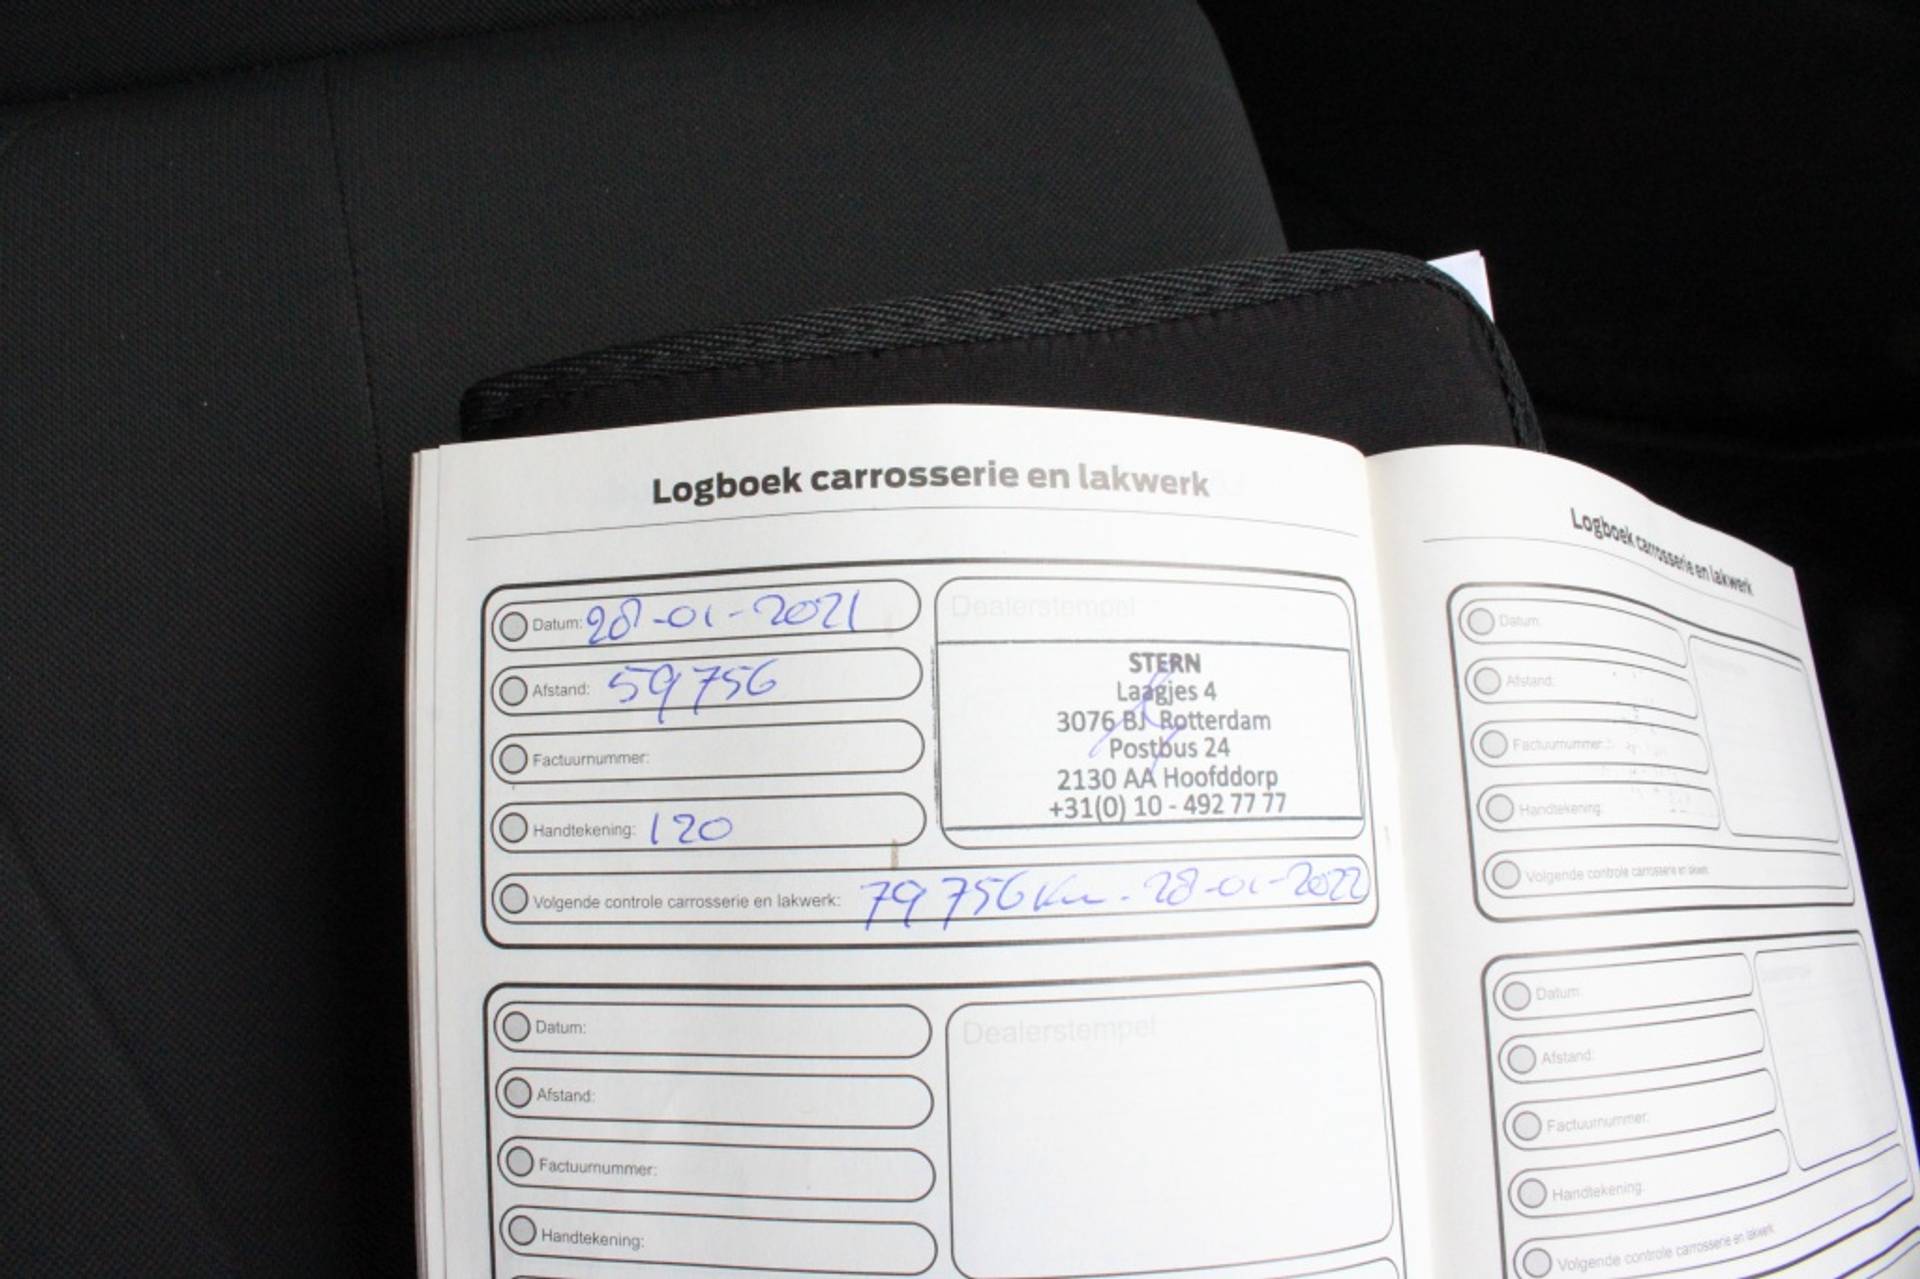 Logboek carrosserie en lakwerk
Datum: 28-01-2021
Afstand: 59756
Factuurnummer:
Handtekening: 120
Volgende controle carrosserie en lakwerk: 79756 km - 28-01-2022
Dealerstempel
STERN
Laagjes 4
3076 BJ Rotterdam
Postbus 24
2130 AA Hoofddorp
+31(0) 10 - 492 77 77
Datum:
Afstand:
Factuurnummer:
Handtekening:
Dealerstempel
Logboek carrosserie en lakwerk
Datum:
Afstand:
Factuurnummer:
Handtekening:
Volgende controle carrosserie en lakwerk:
Datum:
Afstand:
Factuurnummer:
Handtekening:
Volgende controle carrosserie en lakwerk: